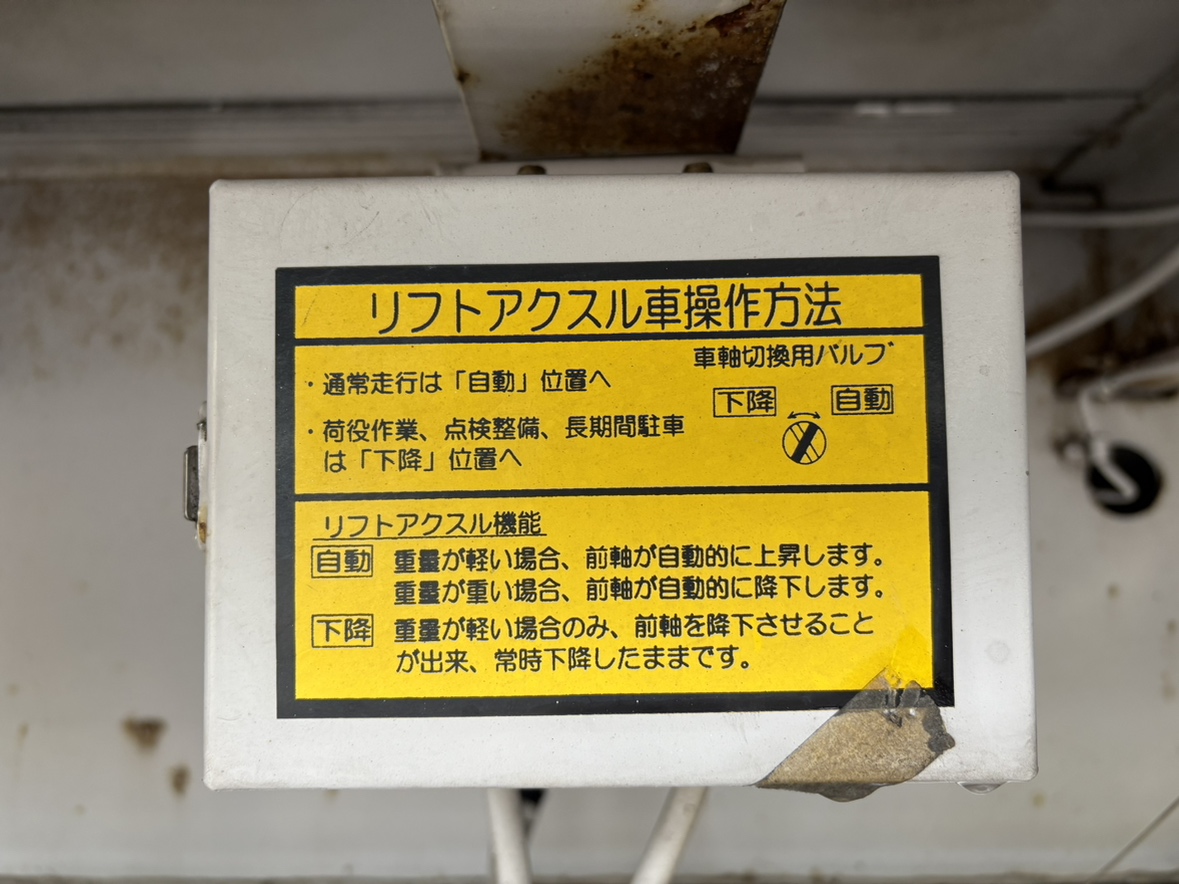 リフトアクスル車操作方法
車軸切換用バルブ
・通常走行は「自動」位置へ
下降 自動
・荷役作業、点検整備、長期間駐車
は「下降」位置へ
リフトアクスル機能
自動 重量が軽い場合、前軸が自動的に上昇します。
重量が重い場合、前軸が自動的に降下します。
下降 重量が軽い場合のみ、前軸を降下させること
が出来、常時下降したままです。